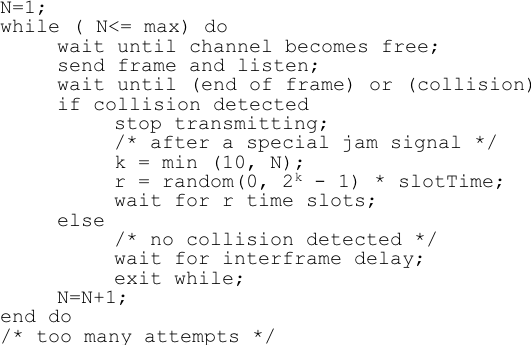 N=1;
while ( N<= max) do
wait until channel becomes free;
send frame and listen;
wait until (end of frame) or (collision)
if collision detected
stop transmitting;
/* after a special jam signal */
k = min (10, N);
r = random(0, 2ᵏ - 1) * slotTime;
wait for r time slots;
else
/* no collision detected */
wait for interframe delay;
exit while;
N=N+1;
end do
/* too many attempts */